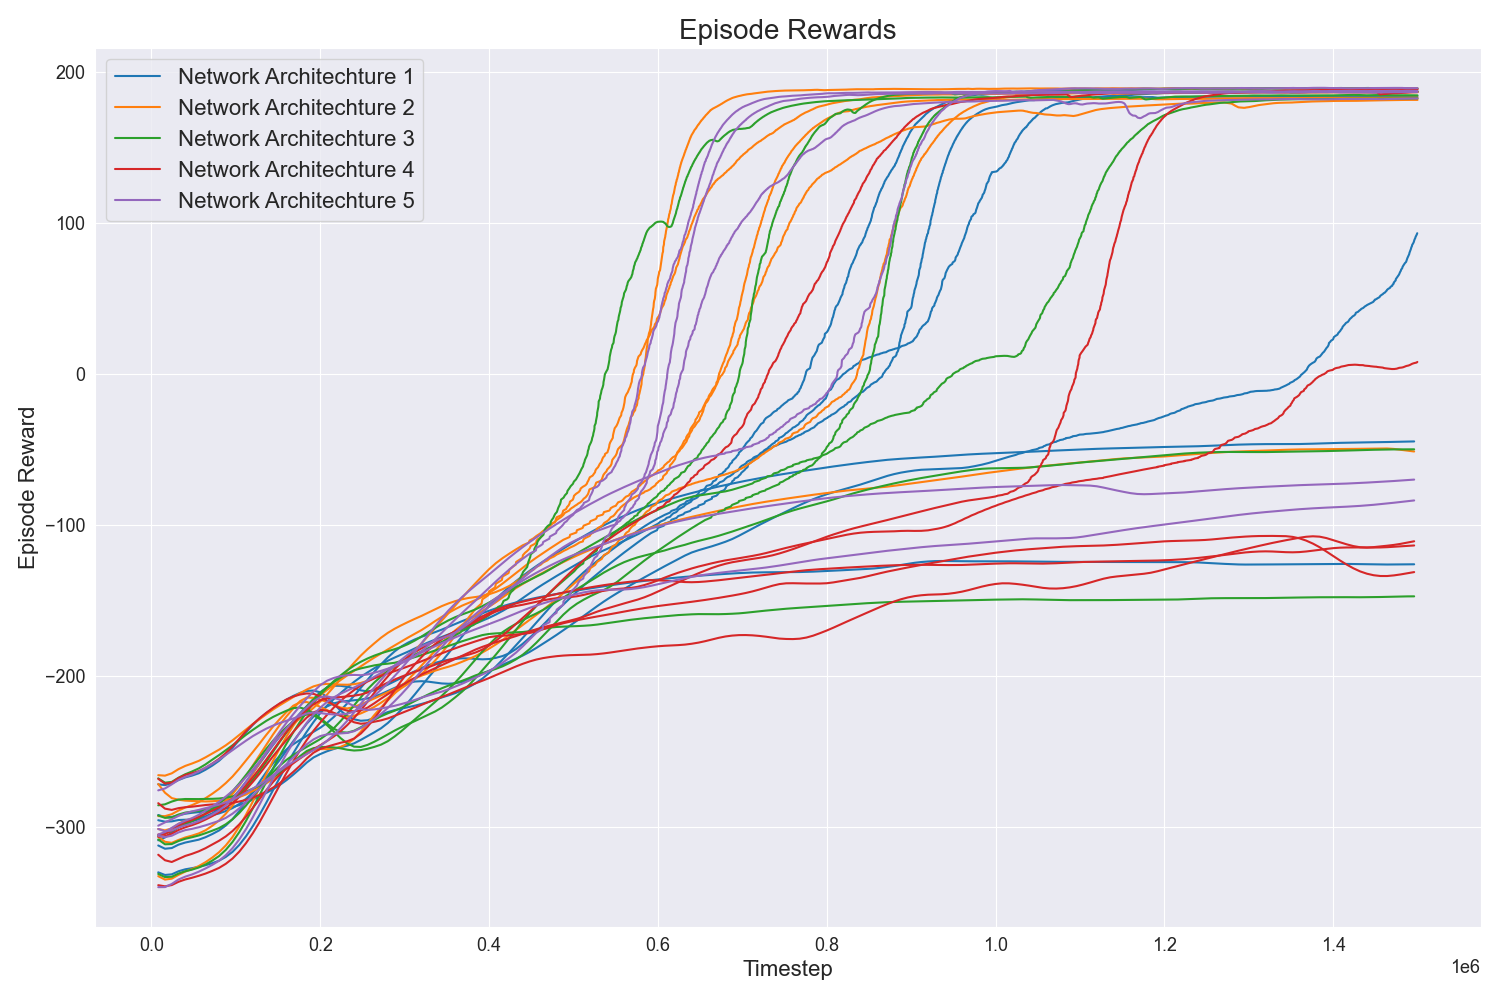 Episode Rewards
Network Architechture 1
Network Architechture 2
Network Architechture 3
Network Architechture 4
Network Architechture 5
200
100
0
−100
−200
−300
Episode Reward
0.0 0.2 0.4 0.6 0.8 1.0 1.2 1.4
Timestep
1e6